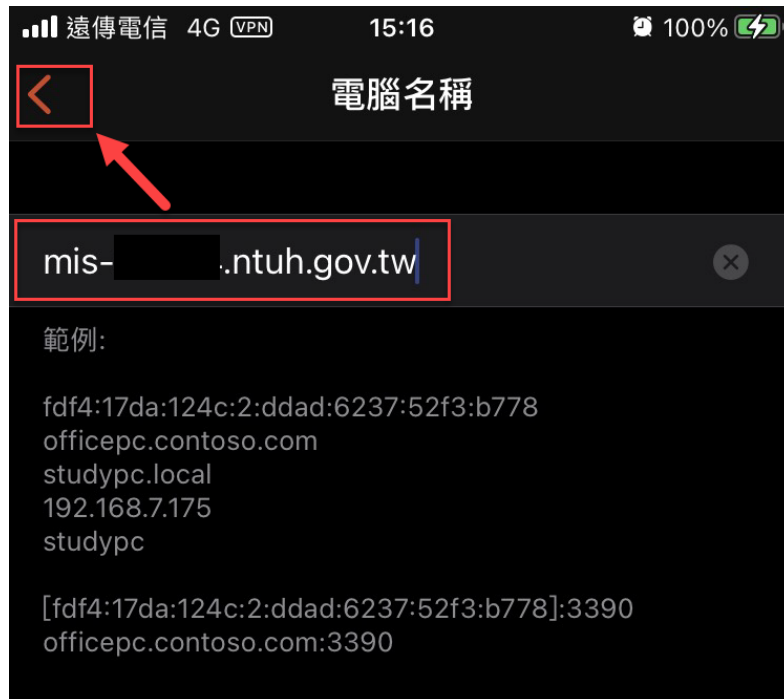 遠傳電信 4G VPN 15:16 100%
電腦名稱
mis- .ntuh.gov.tw
範例:
fdf4:17da:124c:2:ddad:6237:52f3:b778
officepc.contoso.com
studypc.local
192.168.7.175
studypc
[fdf4:17da:124c:2:ddad:6237:52f3:b778]:3390
officepc.contoso.com:3390